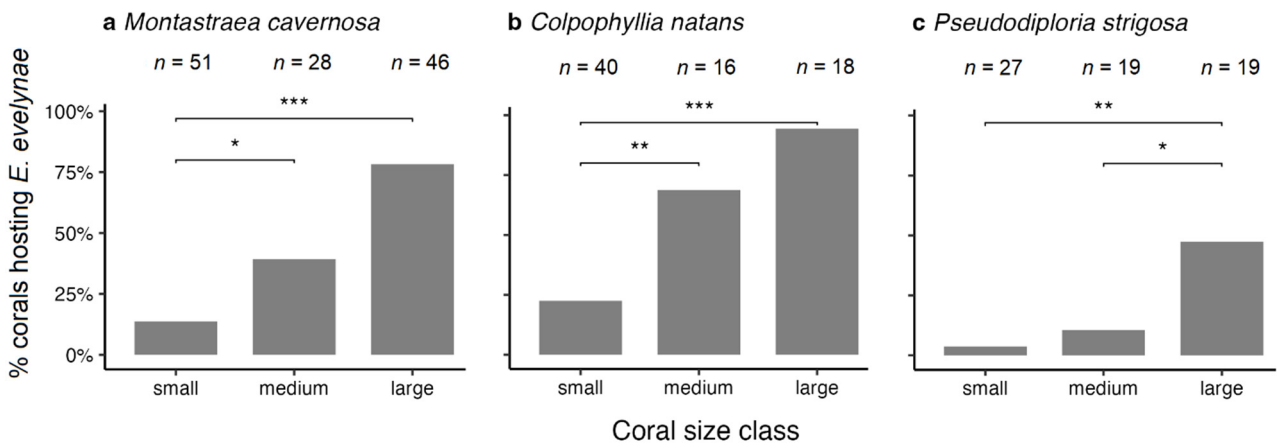 a Montastraea cavernosa
n = 51 n = 28 n = 46
***
*
b Colpophyllia natans
n = 40 n = 16 n = 18
***
**
c Pseudodiploria strigosa
n = 27 n = 19 n = 19
**
*
% corals hosting E. evelynae
100%
75%
50%
25%
0%
small medium large
small medium large
small medium large
Coral size class